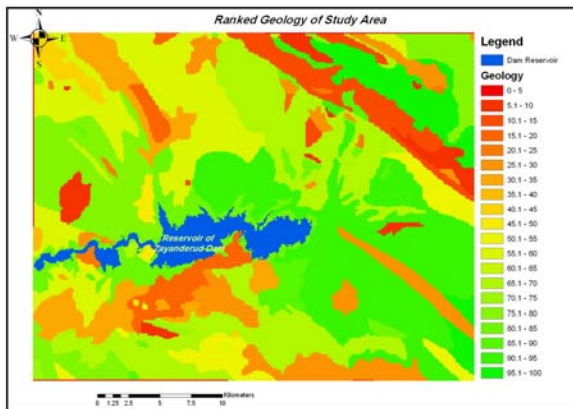 Ranked Geology of Study Area
N
W E
S
Legend
Dam Reservoir
Geology
0 - 5
5.1 - 10
10.1 - 15
15.1 - 20
20.1 - 25
25.1 - 30
30.1 - 35
35.1 - 40
40.1 - 45
45.1 - 50
50.1 - 55
55.1 - 60
60.1 - 65
65.1 - 70
70.1 - 75
75.1 - 80
80.1 - 85
85.1 - 90
90.1 - 95
95.1 - 100
Reservoir of
Zayanderud Dam
Kilometers
0 1.25 2.5 5 7.5 10